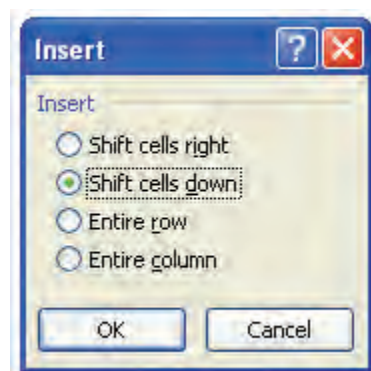 Insert
Insert
Shift cells right
Shift cells down
Entire row
Entire column
OK Cancel